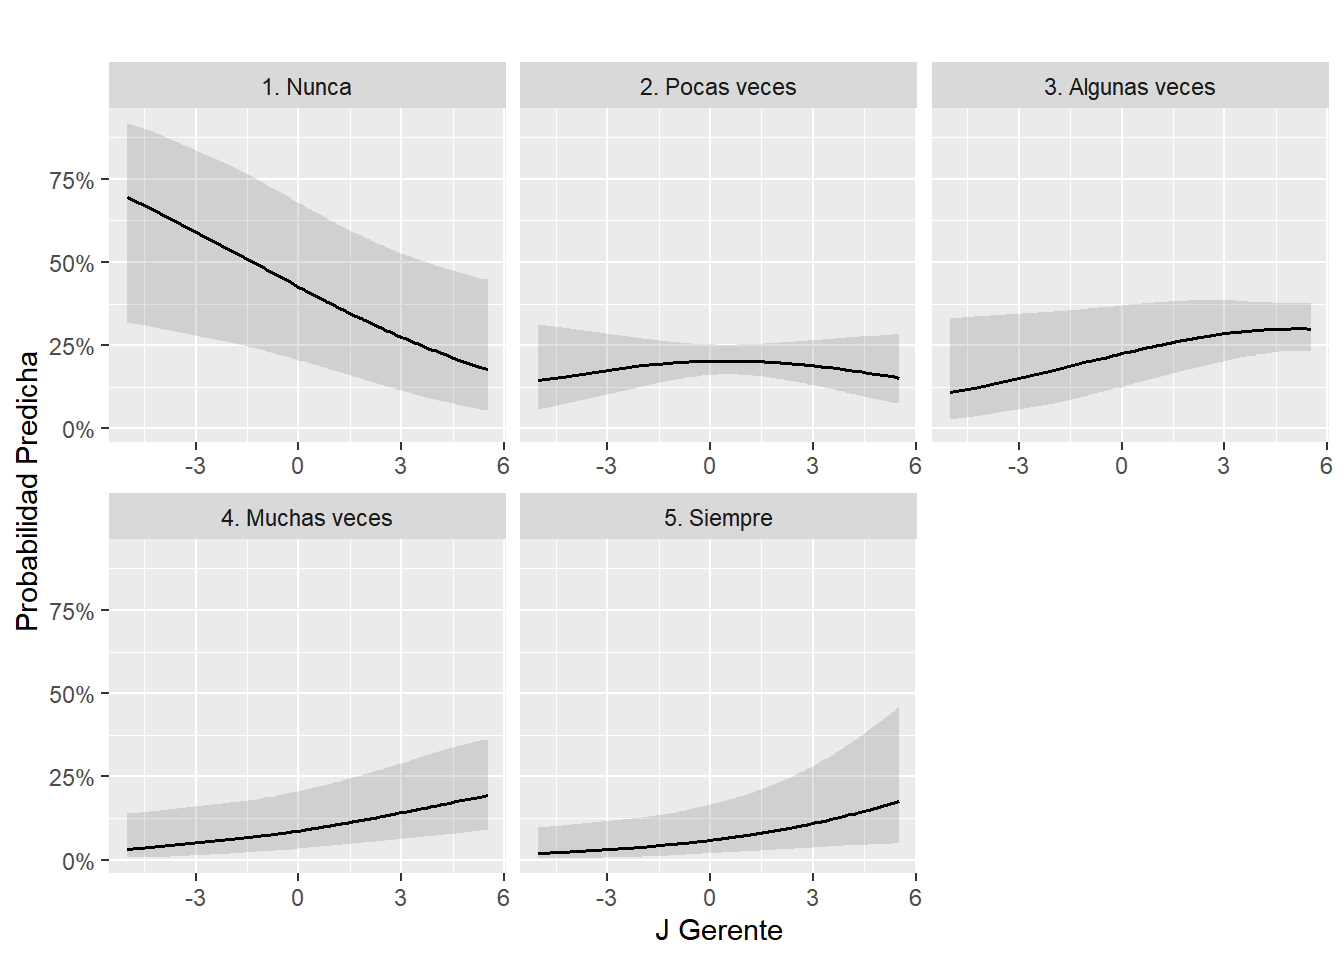 1. Nunca
2. Pocas veces
3. Algunas veces
75%
50%
25%
0%
-3 0 3 6
-3 0 3 6
-3 0 3 6
4. Muchas veces
5. Siempre
75%
50%
25%
0%
-3 0 3 6
-3 0 3 6
Probabilidad Predicha
J Gerente